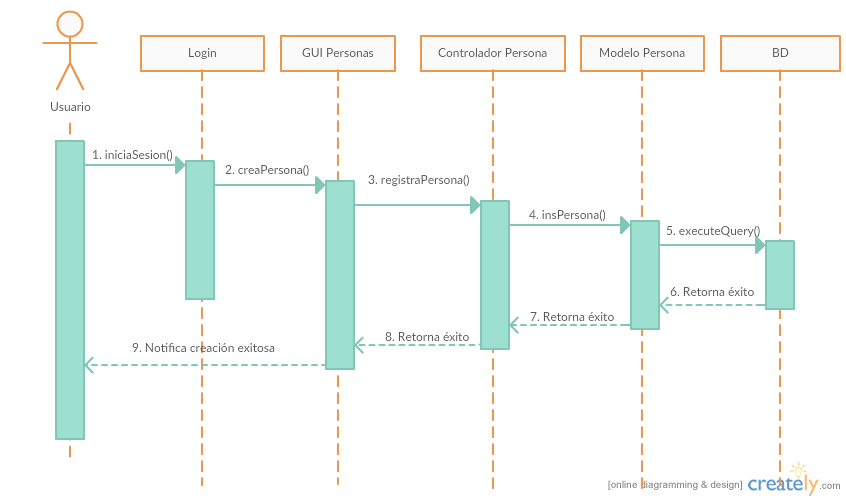 Usuario
Login
GUI Personas
Controlador Persona
Modelo Persona
BD
1. iniciaSesion()
2. creaPersona()
3. registraPersona()
4. insPersona()
5. executeQuery()
6. Retorna éxito
7. Retorna éxito
8. Retorna éxito
9. Notifica creación exitosa
[online diagramming & design] creately.com